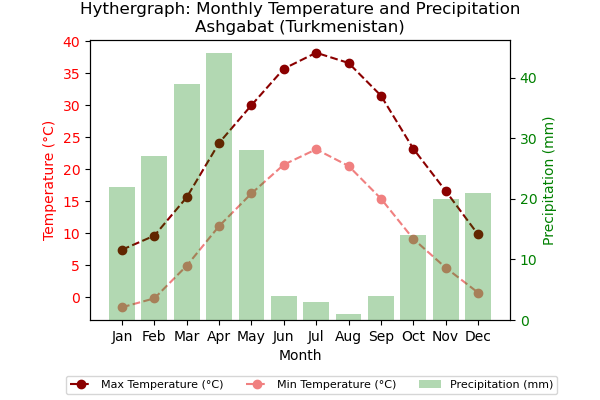 Hythergraph: Monthly Temperature and Precipitation
Ashgabat (Turkmenistan)
Temperature (°C)
40
35
30
25
20
15
10
5
0
40
30
20
10
0
Precipitation (mm)
Jan Feb Mar Apr May Jun Jul Aug Sep Oct Nov Dec
Month
Max Temperature (°C) Min Temperature (°C) Precipitation (mm)